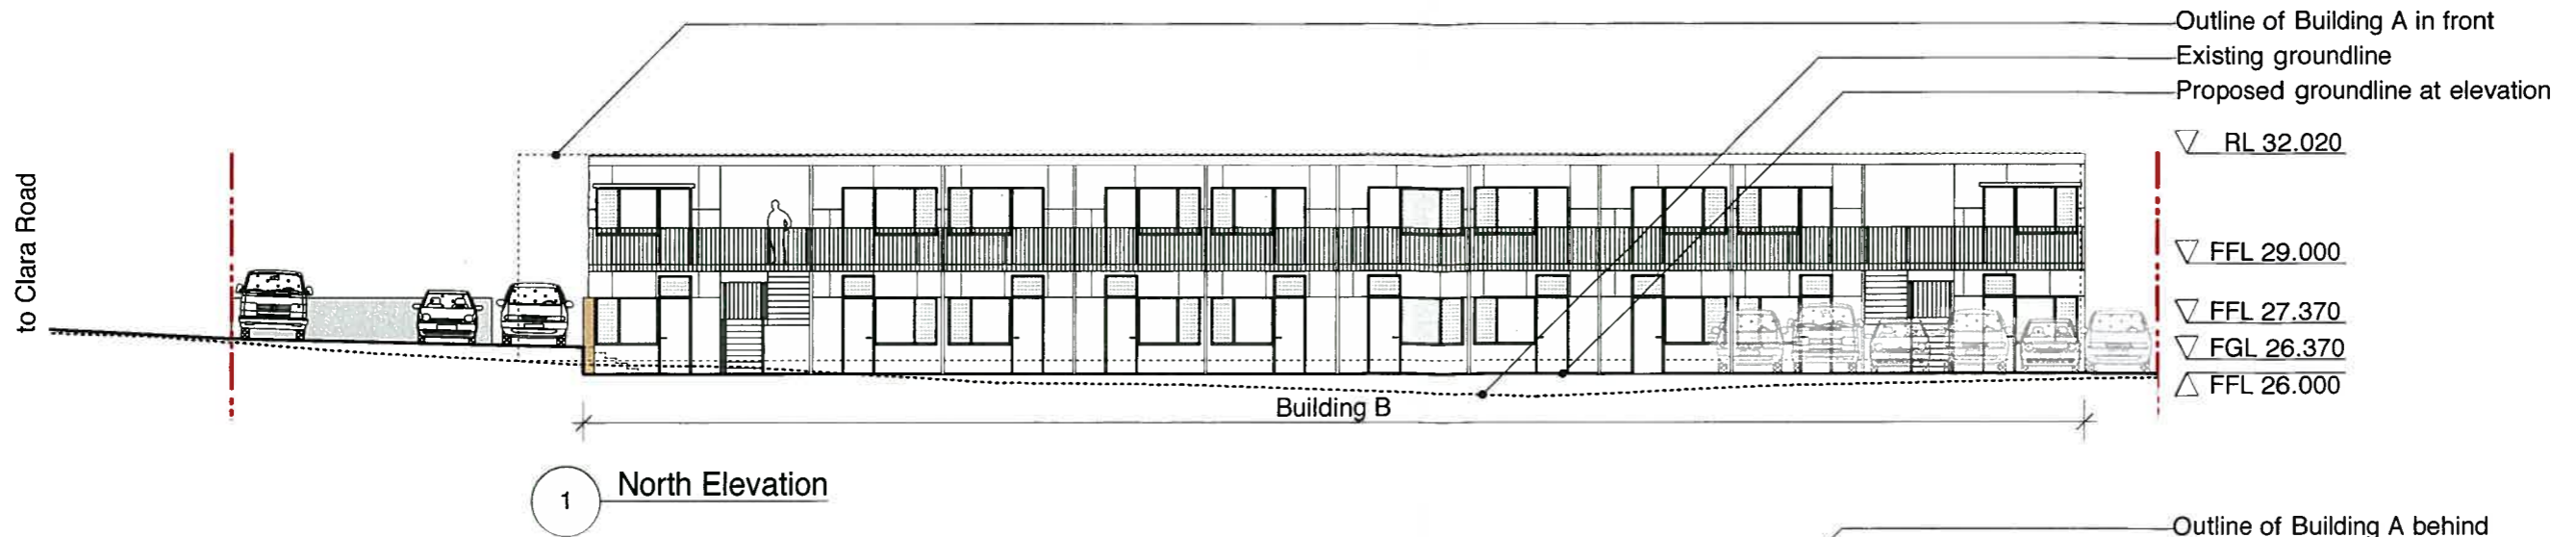 Outline of Building A in front
Existing groundline
Proposed groundline at elevation
RL 32.020
to Clara Road
FFL 29.000
FFL 27.370
FGL 26.370
FFL 26.000
Building B
1 North Elevation
Outline of Building A behind